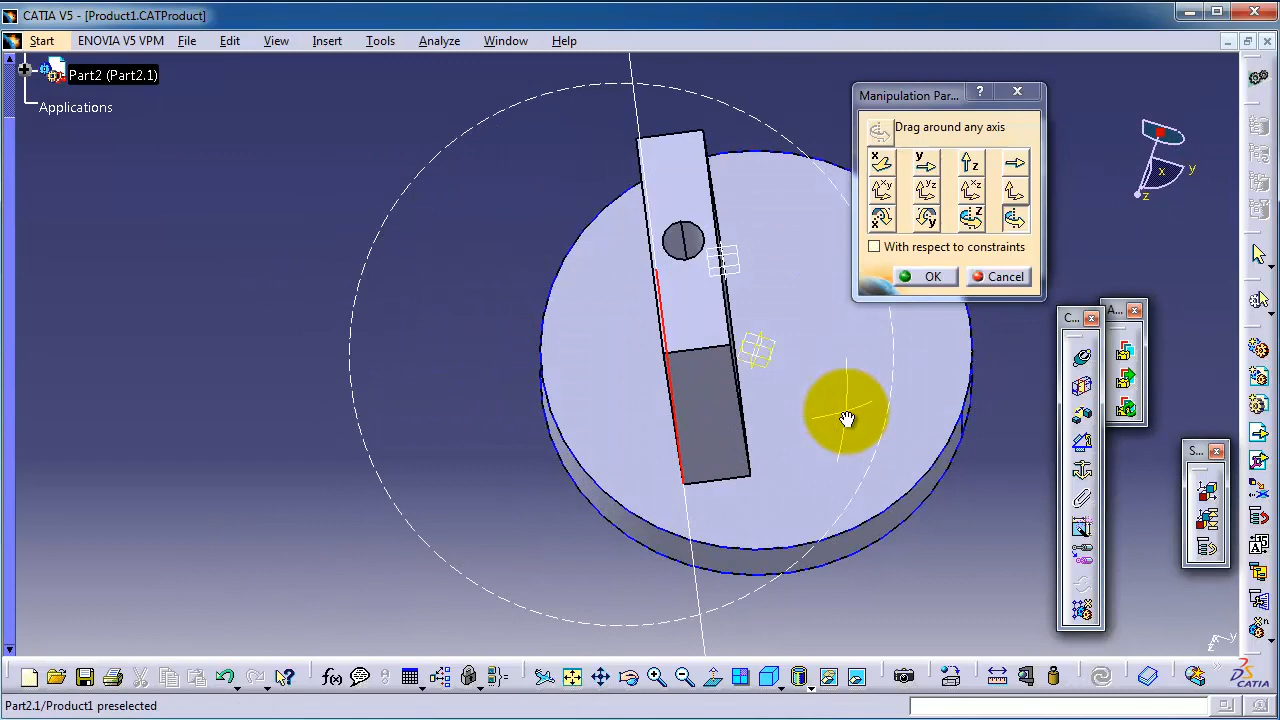 CATIA V5 - [Product1.CATProduct]
Start ENOVIA V5 VPM File Edit View Insert Tools Analyze Window Help
Part2 (Part2.1)
Applications
Manipulation Par...
Drag around any axis
With respect to constraints
OK Cancel
x
y
z
C...
A...
S...
Part2.1/Product1 preselected
CATIA